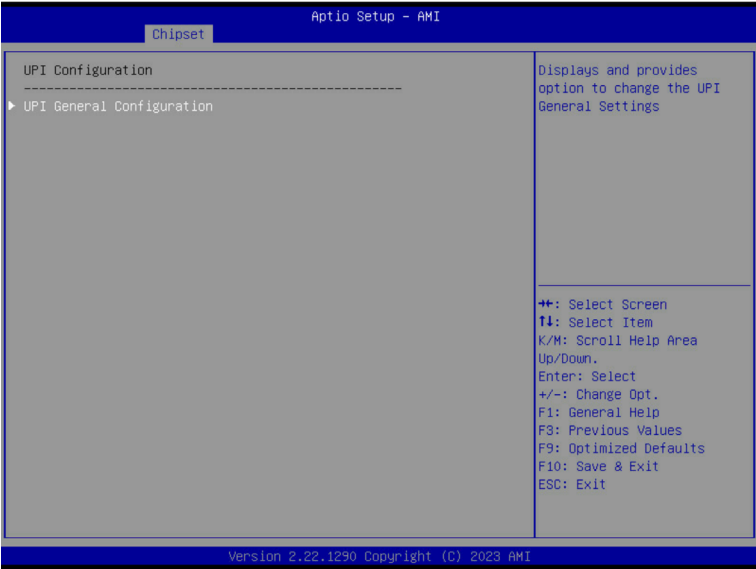 Aptio Setup – AMI
Chipset
UPI Configuration
--------------------------------------------------
▶ UPI General Configuration
Displays and provides
option to change the UPI
General Settings
→←: Select Screen
↑↓: Select Item
K/M: Scroll Help Area
Up/Down.
Enter: Select
+/-: Change Opt.
F1: General Help
F3: Previous Values
F9: Optimized Defaults
F10: Save & Exit
ESC: Exit
Version 2.22.1290 Copyright (C) 2023 AMI